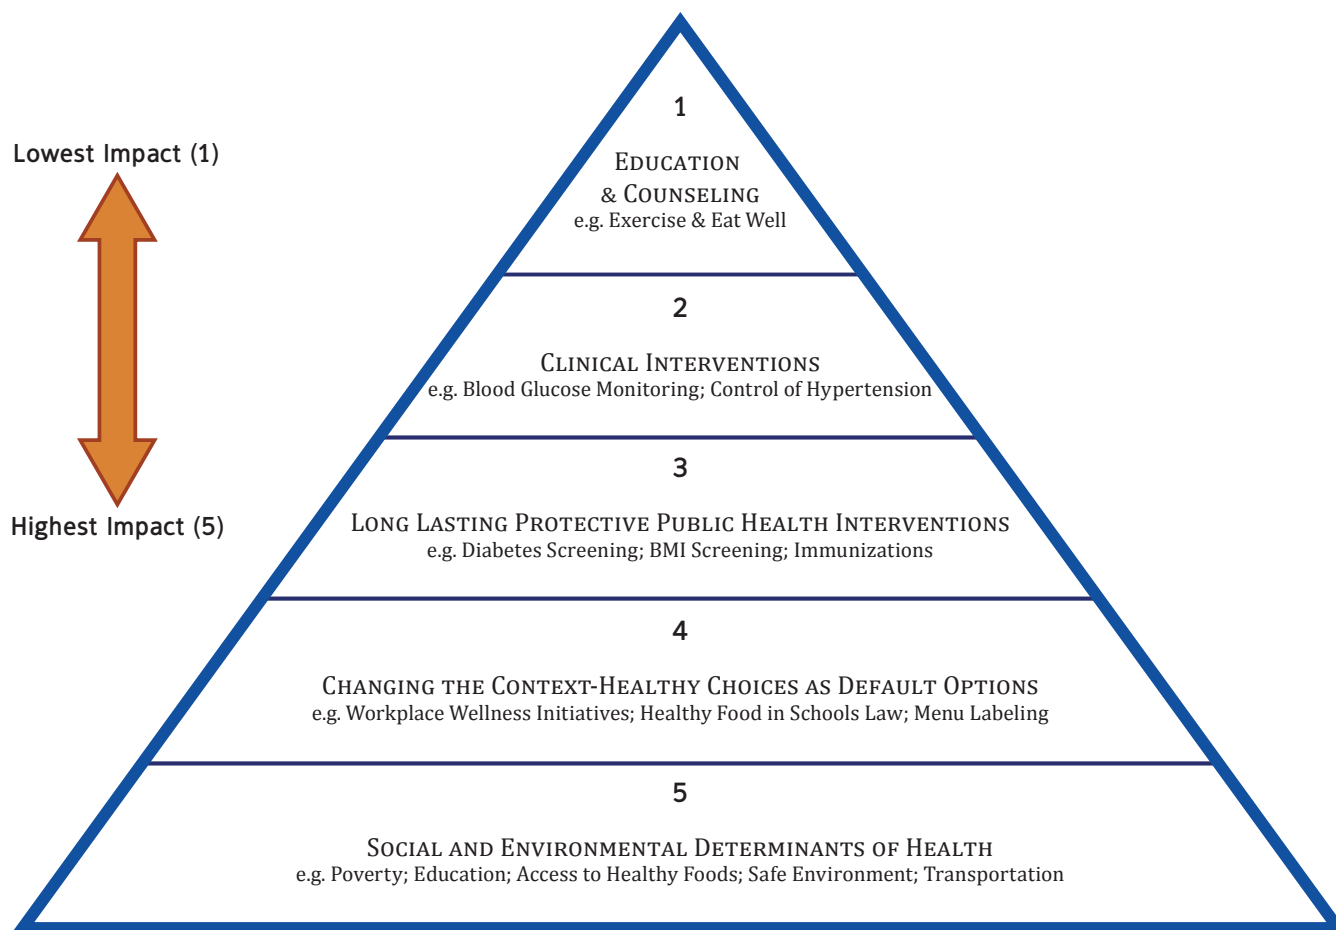 1
Lowest Impact (1)
EDUCATION
& COUNSELING
e.g. Exercise & Eat Well
2
CLINICAL INTERVENTIONS
e.g. Blood Glucose Monitoring; Control of Hypertension
3
Highest Impact (5)
LONG LASTING PROTECTIVE PUBLIC HEALTH INTERVENTIONS
e.g. Diabetes Screening; BMI Screening; Immunizations
4
CHANGING THE CONTEXT-HEALTHY CHOICES AS DEFAULT OPTIONS
e.g. Workplace Wellness Initiatives; Healthy Food in Schools Law; Menu Labeling
5
SOCIAL AND ENVIRONMENTAL DETERMINANTS OF HEALTH
e.g. Poverty; Education; Access to Healthy Foods; Safe Environment; Transportation